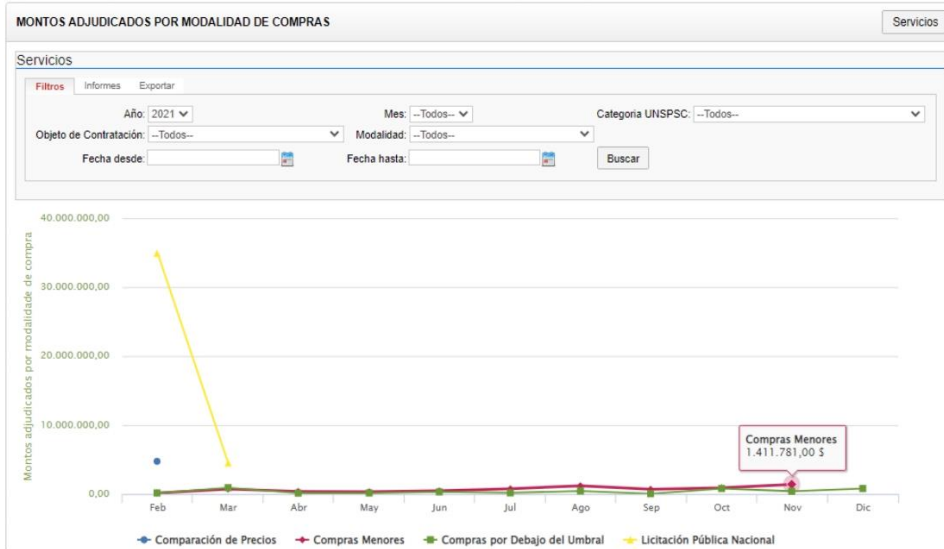 MONTOS ADJUDICADOS POR MODALIDAD DE COMPRAS
Servicios
Servicios
Filtros Informes Exportar
Año: 2021 Mes: --Todos-- Categoria UNSPSC: --Todos--
Objeto de Contratación: --Todos-- Modalidad: --Todos--
Fecha desde: Fecha hasta: Buscar
Montos adjudicados por modalidade de compra
40.000.000,00
30.000.000,00
20.000.000,00
10.000.000,00
0,00
Compras Menores
1.411.781,00 $
Feb Mar Abr May Jun Jul Ago Sep Oct Nov Dic
Comparación de Precios Compras Menores Compras por Debajo del Umbral Licitación Pública Nacional